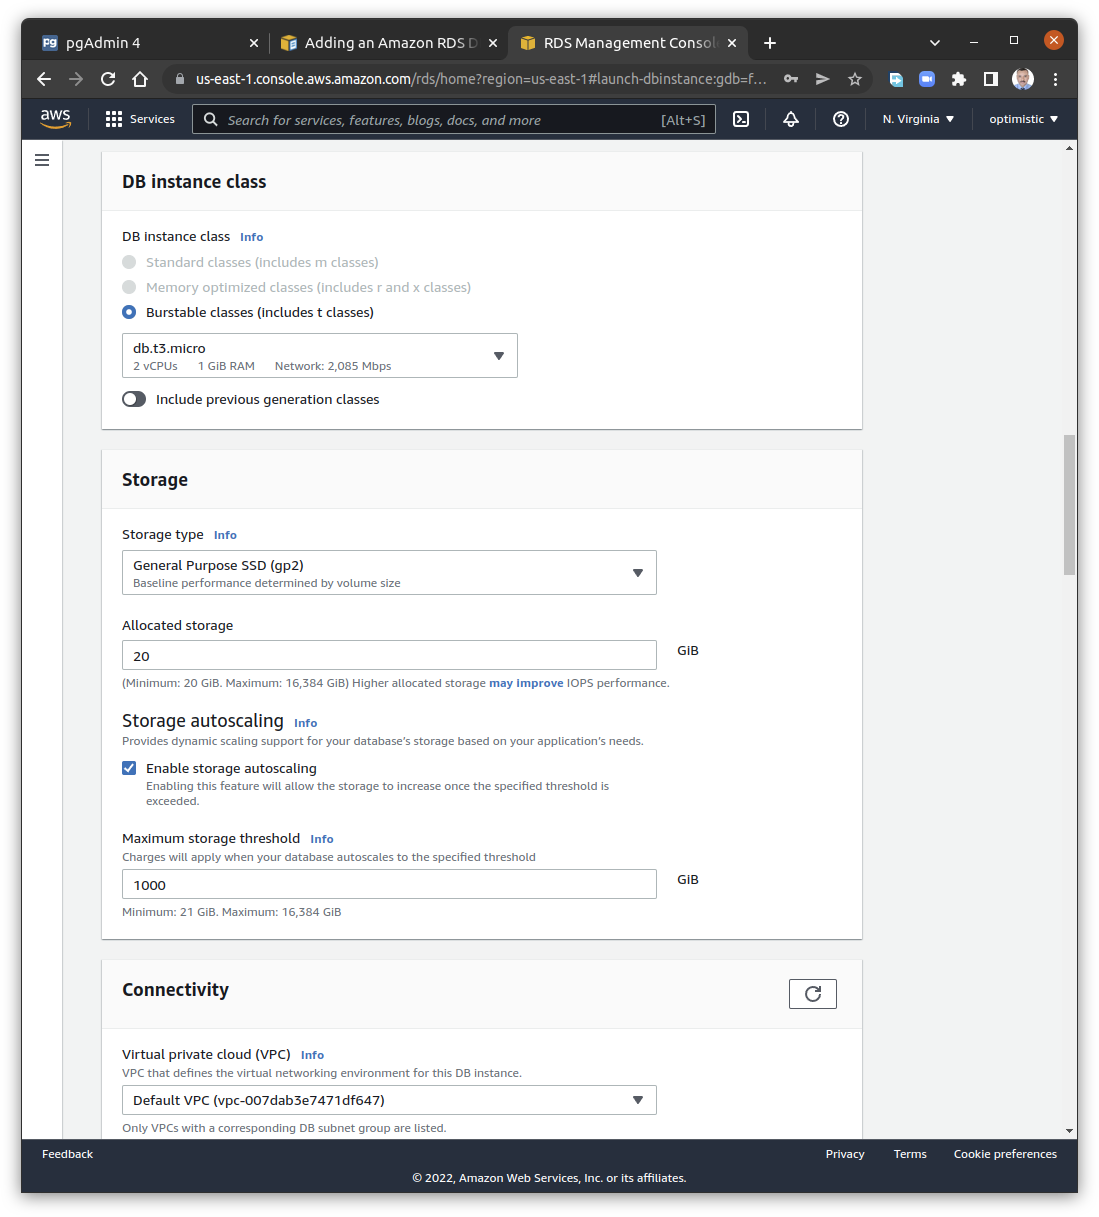 pgAdmin 4
Adding an Amazon RDS D
RDS Management Consol
us-east-1.console.aws.amazon.com/rds/home?region=us-east-1#launch-dbinstance:gdb=f...
aws
Services
Search for services, features, blogs, docs, and more
[Alt+S]
N. Virginia
optimistic
DB instance class
DB instance class Info
Standard classes (includes m classes)
Memory optimized classes (includes r and x classes)
Burstable classes (includes t classes)
db.t3.micro
2 vCPUs 1 GiB RAM Network: 2,085 Mbps
Include previous generation classes
Storage
Storage type Info
General Purpose SSD (gp2)
Baseline performance determined by volume size
Allocated storage
20
GiB
(Minimum: 20 GiB. Maximum: 16,384 GiB) Higher allocated storage may improve IOPS performance.
Storage autoscaling Info
Provides dynamic scaling support for your database's storage based on your application's needs.
Enable storage autoscaling
Enabling this feature will allow the storage to increase once the specified threshold is
exceeded.
Maximum storage threshold Info
Charges will apply when your database autoscales to the specified threshold
1000
GiB
Minimum: 21 GiB. Maximum: 16,384 GiB
Connectivity
Virtual private cloud (VPC) Info
VPC that defines the virtual networking environment for this DB instance.
Default VPC (vpc-007dab3e7471df647)
Only VPCs with a corresponding DB subnet group are listed.
Feedback
Privacy
Terms
Cookie preferences
© 2022, Amazon Web Services, Inc. or its affiliates.